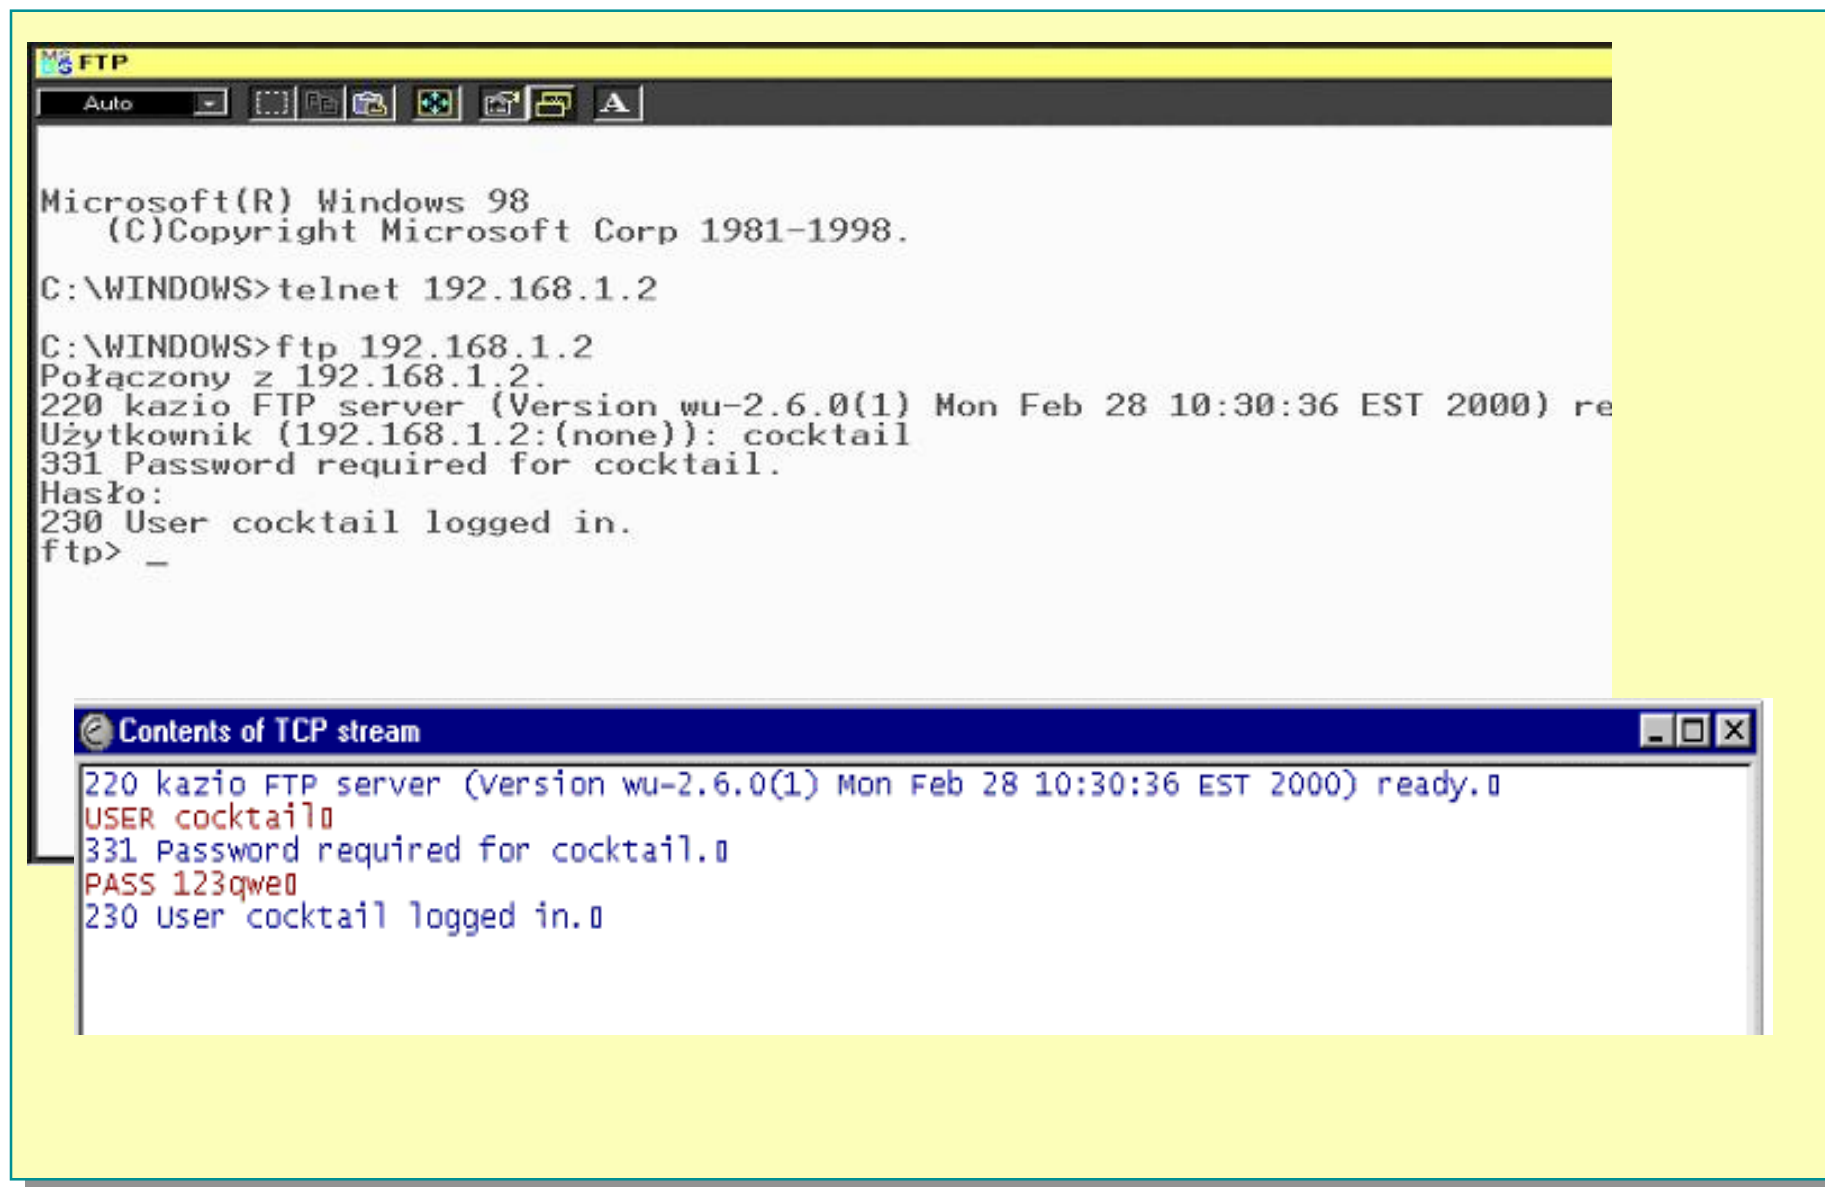 FTP
Auto
A
Microsoft(R) Windows 98
(C)Copyright Microsoft Corp 1981-1998.
C:\WINDOWS>telnet 192.168.1.2
C:\WINDOWS>ftp 192.168.1.2
Połączony z 192.168.1.2.
220 kazio FTP server (Version wu-2.6.0(1) Mon Feb 28 10:30:36 EST 2000) re
Użytkownik (192.168.1.2:(none)): cocktail
331 Password required for cocktail.
Hasło:
230 User cocktail logged in.
ftp> _
Contents of TCP stream
220 kazio FTP server (Version wu-2.6.0(1) Mon Feb 28 10:30:36 EST 2000) ready.
USER cocktail
331 Password required for cocktail.
PASS 123qwe
230 User cocktail logged in.